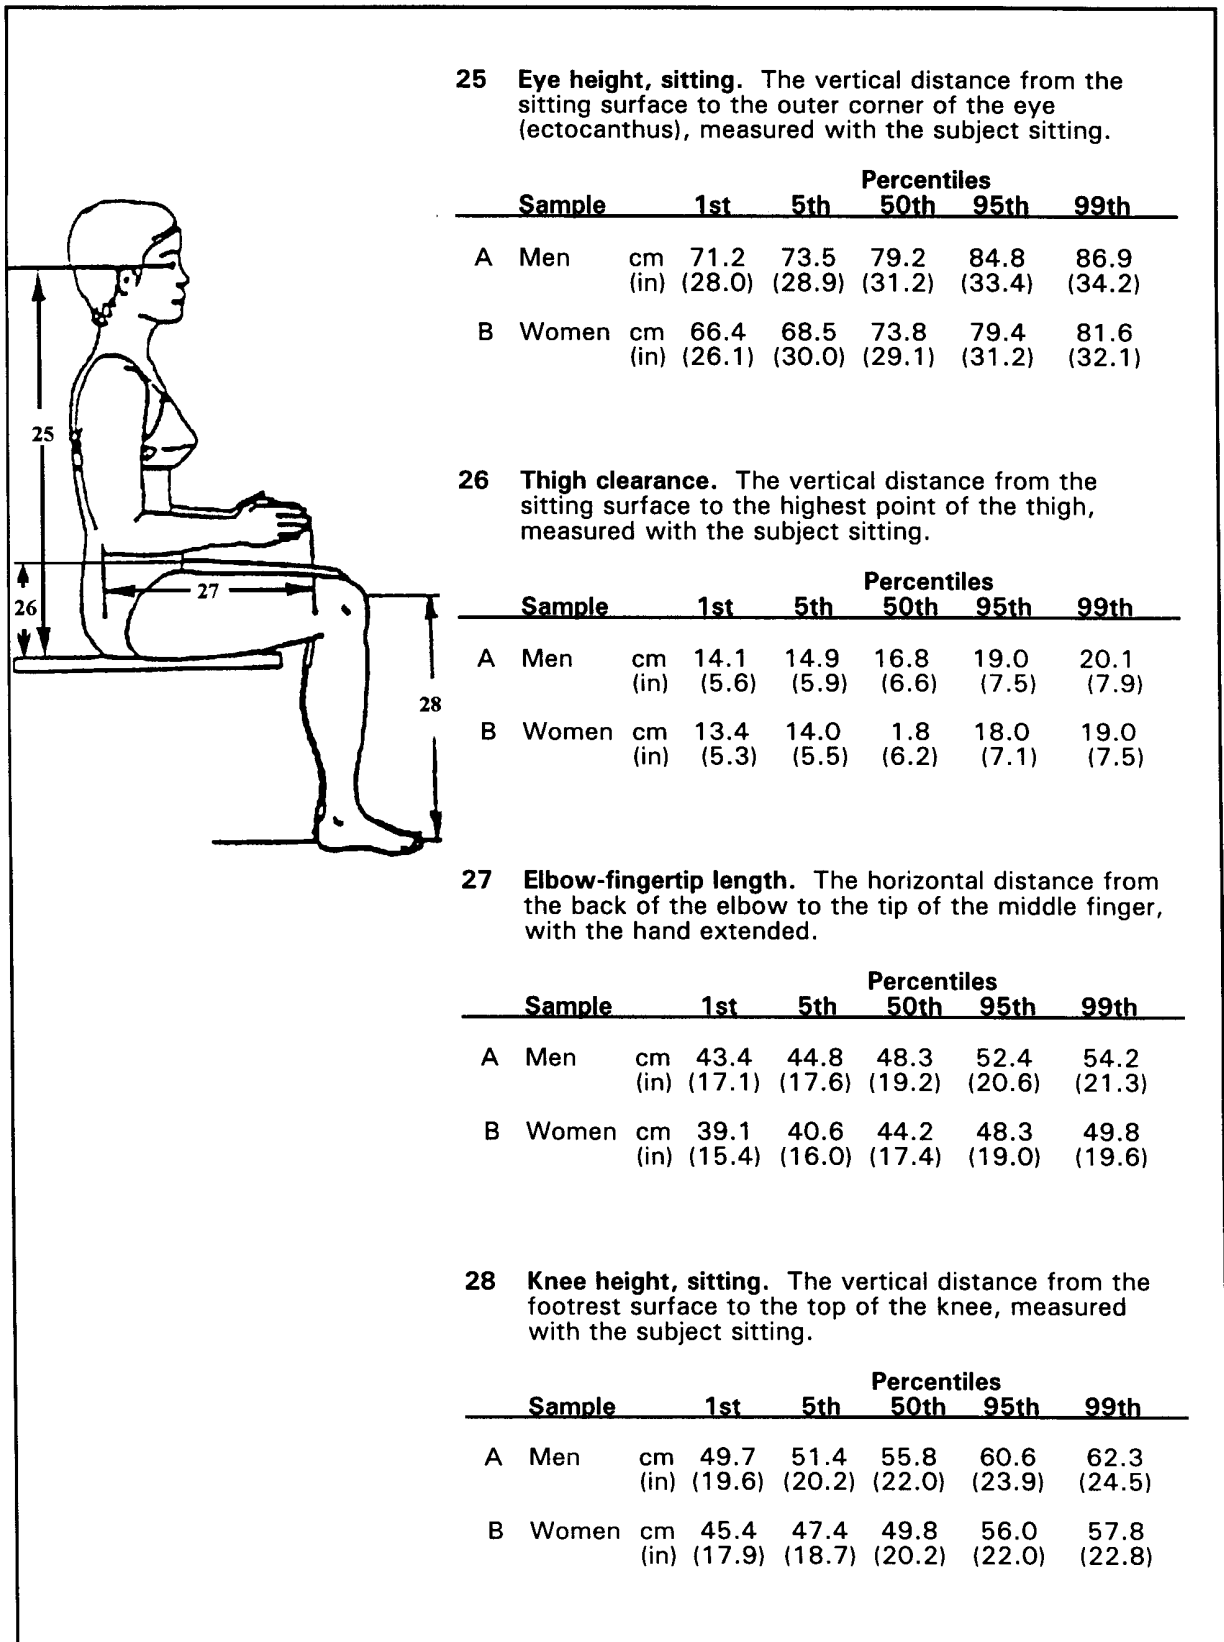 25 Eye height, sitting. The vertical distance from the
sitting surface to the outer corner of the eye
(ectocanthus), measured with the subject sitting.
Percentiles
Sample 1st 5th 50th 95th 99th
A Men cm 71.2 73.5 79.2 84.8 86.9
(in) (28.0) (28.9) (31.2) (33.4) (34.2)
B Women cm 66.4 68.5 73.8 79.4 81.6
(in) (26.1) (30.0) (29.1) (31.2) (32.1)
25
26 Thigh clearance. The vertical distance from the
sitting surface to the highest point of the thigh,
measured with the subject sitting.
27
26
28
Percentiles
Sample 1st 5th 50th 95th 99th
A Men cm 14.1 14.9 16.8 19.0 20.1
(in) (5.6) (5.9) (6.6) (7.5) (7.9)
B Women cm 13.4 14.0 1.8 18.0 19.0
(in) (5.3) (5.5) (6.2) (7.1) (7.5)
27 Elbow-fingertip length. The horizontal distance from
the back of the elbow to the tip of the middle finger,
with the hand extended.
Percentiles
Sample 1st 5th 50th 95th 99th
A Men cm 43.4 44.8 48.3 52.4 54.2
(in) (17.1) (17.6) (19.2) (20.6) (21.3)
B Women cm 39.1 40.6 44.2 48.3 49.8
(in) (15.4) (16.0) (17.4) (19.0) (19.6)
28 Knee height, sitting. The vertical distance from the
footrest surface to the top of the knee, measured
with the subject sitting.
Percentiles
Sample 1st 5th 50th 95th 99th
A Men cm 49.7 51.4 55.8 60.6 62.3
(in) (19.6) (20.2) (22.0) (23.9) (24.5)
B Women cm 45.4 47.4 49.8 56.0 57.8
(in) (17.9) (18.7) (20.2) (22.0) (22.8)